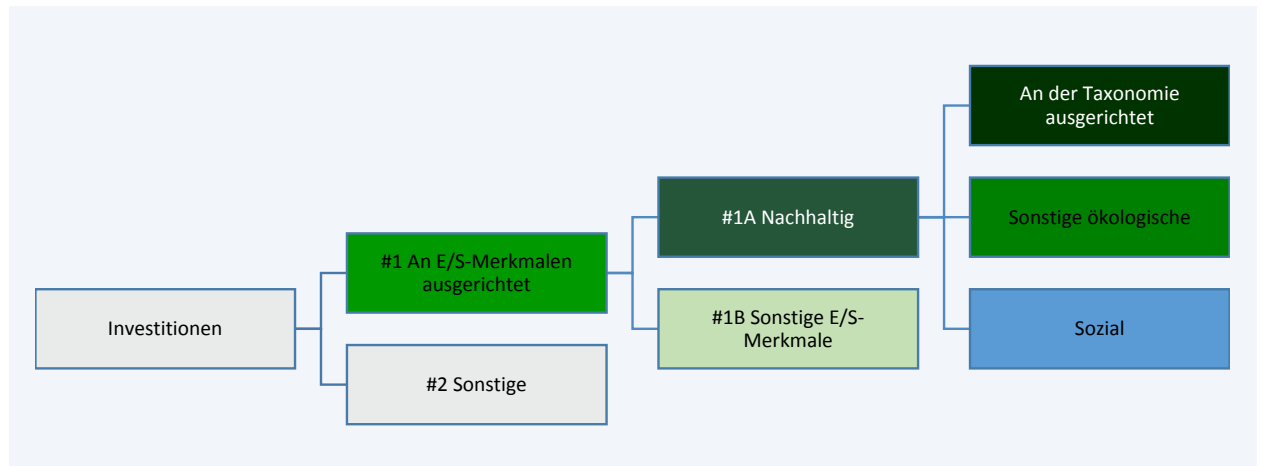 Investitionen
#1 An E/S-Merkmalen
ausgerichtet
#2 Sonstige
#1A Nachhaltig
#1B Sonstige E/S-
Merkmale
An der Taxonomie
ausgerichtet
Sonstige ökologische
Sozial